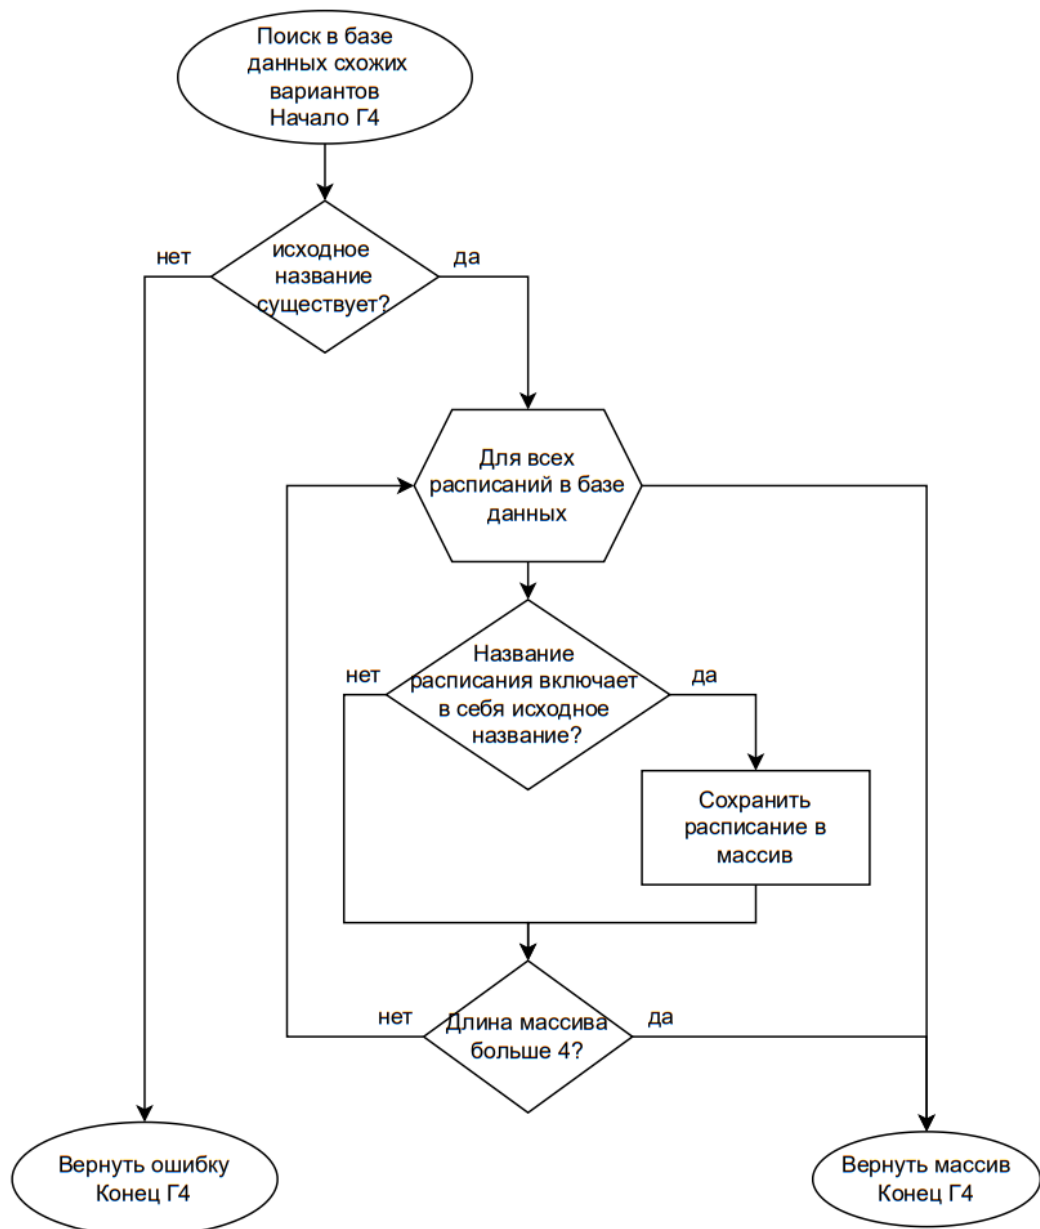 Поиск в базе
данных схожих
вариантов
Начало Г4
нет
исходное
название
существует?
да
Для всех
расписаний в базе
данных
нет
Название
расписания включает
в себя исходное
название?
да
Сохранить
расписание в
массив
нет
Длина массива
больше 4?
да
Вернуть ошибку
Конец Г4
Вернуть массив
Конец Г4